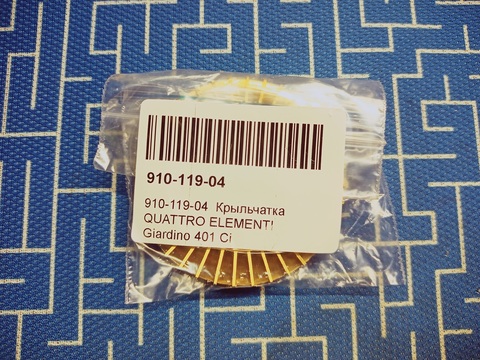 910-119-04
910-119-04 Крыльчатка
QUATTRO ELEMENTI
Giardino 401 Ci